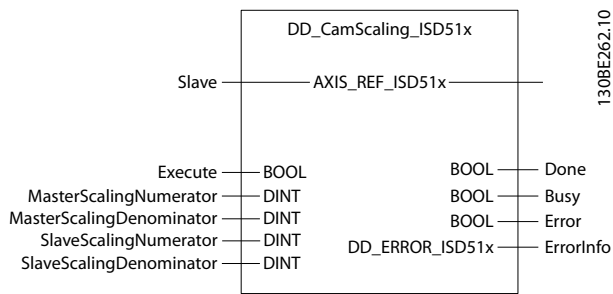 DD_CamScaling_ISD51x
Slave AXIS_REF_ISD51x
Execute BOOL BOOL Done
MasterScalingNumerator DINT BOOL Busy
MasterScalingDenominator DINT BOOL Error
SlaveScalingNumerator DINT DD_ERROR_ISD51x ErrorInfo
SlaveScalingDenominator DINT
130BE262.10